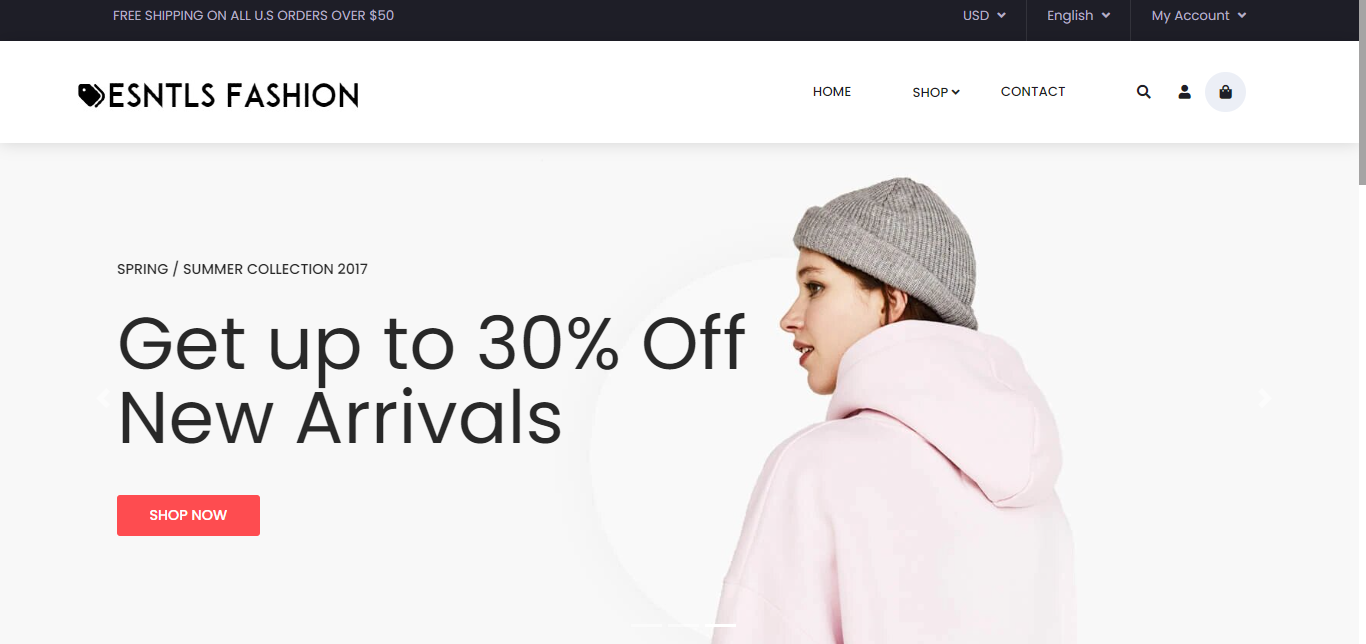 FREE SHIPPING ON ALL U.S ORDERS OVER $50
USD
English
My Account
ESNTLS FASHION
HOME
SHOP
CONTACT
SPRING / SUMMER COLLECTION 2017
Get up to 30% Off
New Arrivals
SHOP NOW